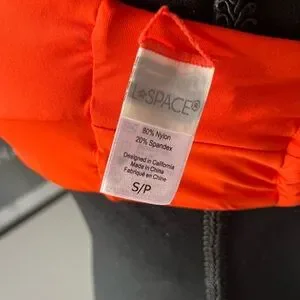 L*SPACE®
80% Nylon
20% Spandex
Designed in California
Made in China
Fabriqué en Chine
S/P